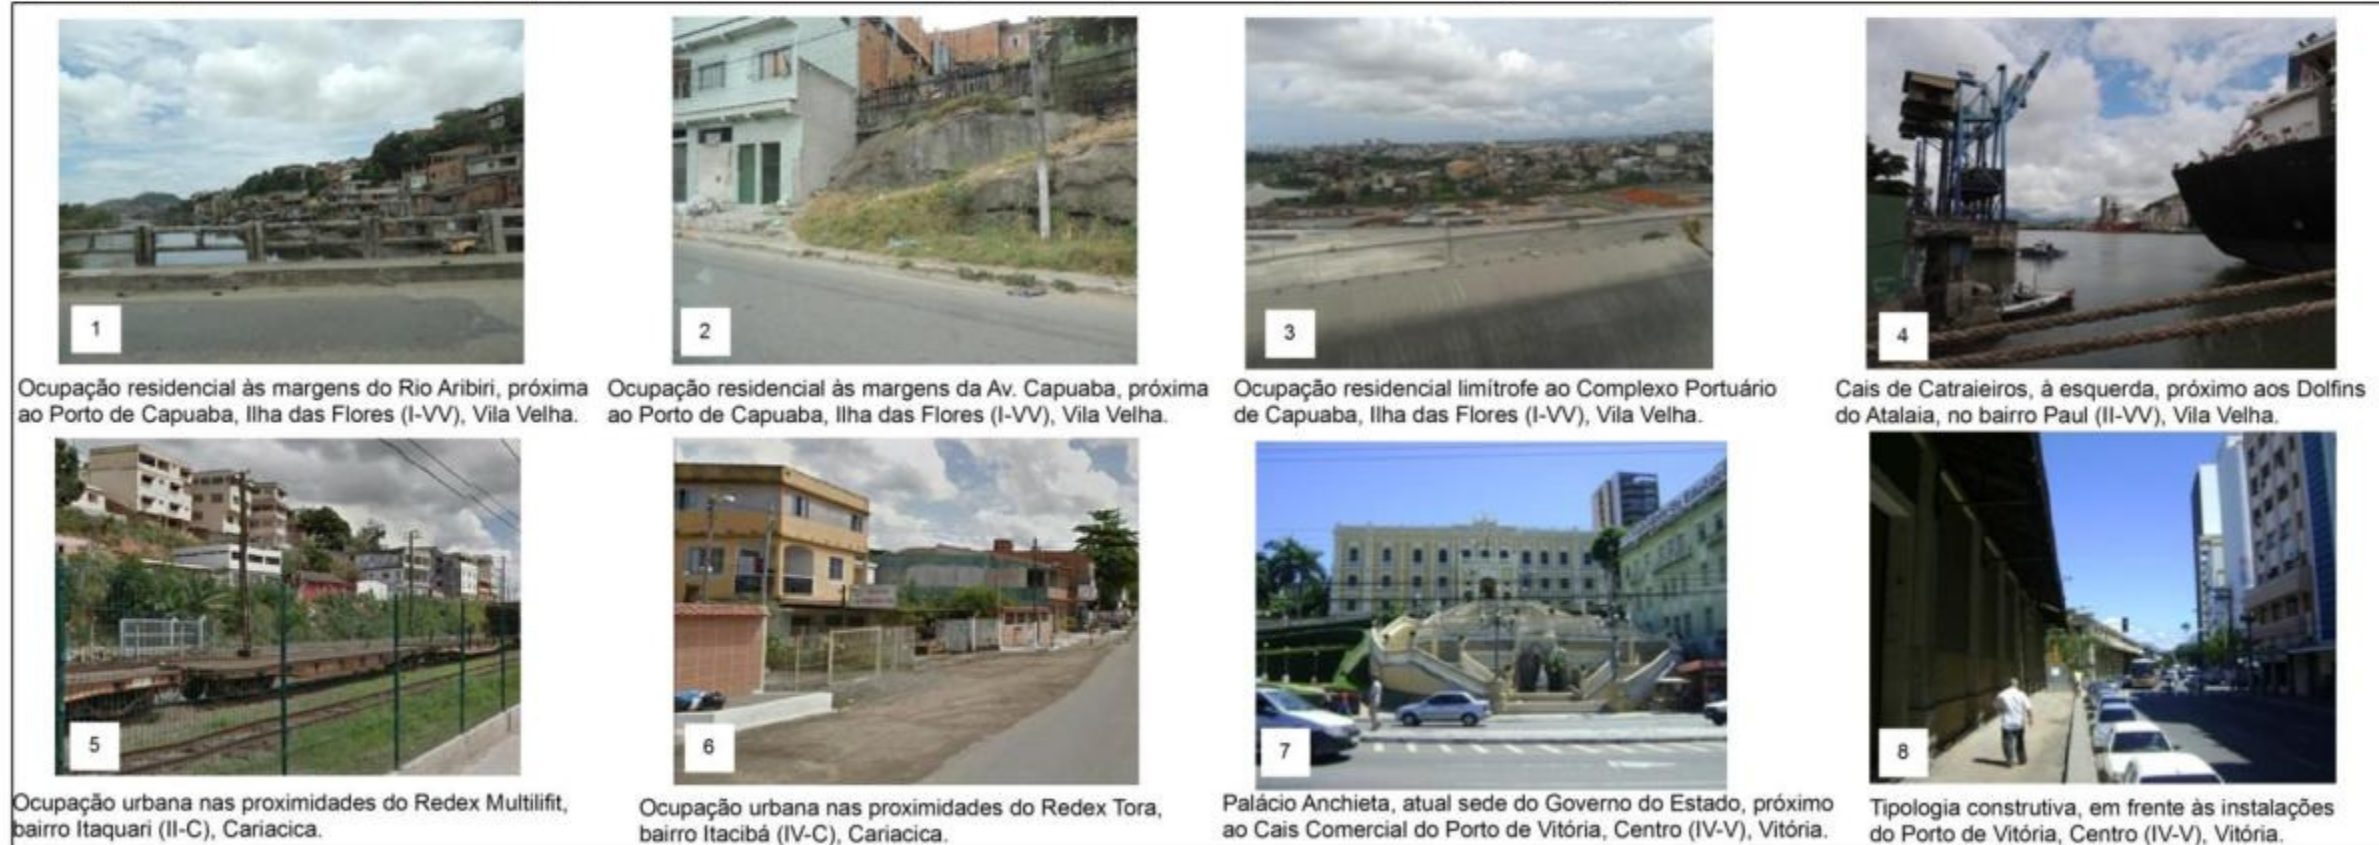 1
2
3
4
Ocupação residencial às margens do Rio Aribiri, próxima
ao Porto de Capuaba, Ilha das Flores (I-VV), Vila Velha.
Ocupação residencial às margens da Av. Capuaba, próxima
ao Porto de Capuaba, Ilha das Flores (I-VV), Vila Velha.
Ocupação residencial limítrofe ao Complexo Portuário
de Capuaba, Ilha das Flores (I-VV), Vila Velha.
Cais de Catraieiros, à esquerda, próximo aos Dolfins
do Atalaia, no bairro Paul (II-VV), Vila Velha.
5
6
7
8
Ocupação urbana nas proximidades do Redex Multilifit,
bairro Itaquari (II-C), Cariacica.
Ocupação urbana nas proximidades do Redex Tora,
bairro Itacibá (IV-C), Cariacica.
Palácio Anchieta, atual sede do Governo do Estado, próximo
ao Cais Comercial do Porto de Vitória, Centro (IV-V), Vitória.
Tipologia construtiva, em frente às instalações
do Porto de Vitória, Centro (IV-V), Vitória.